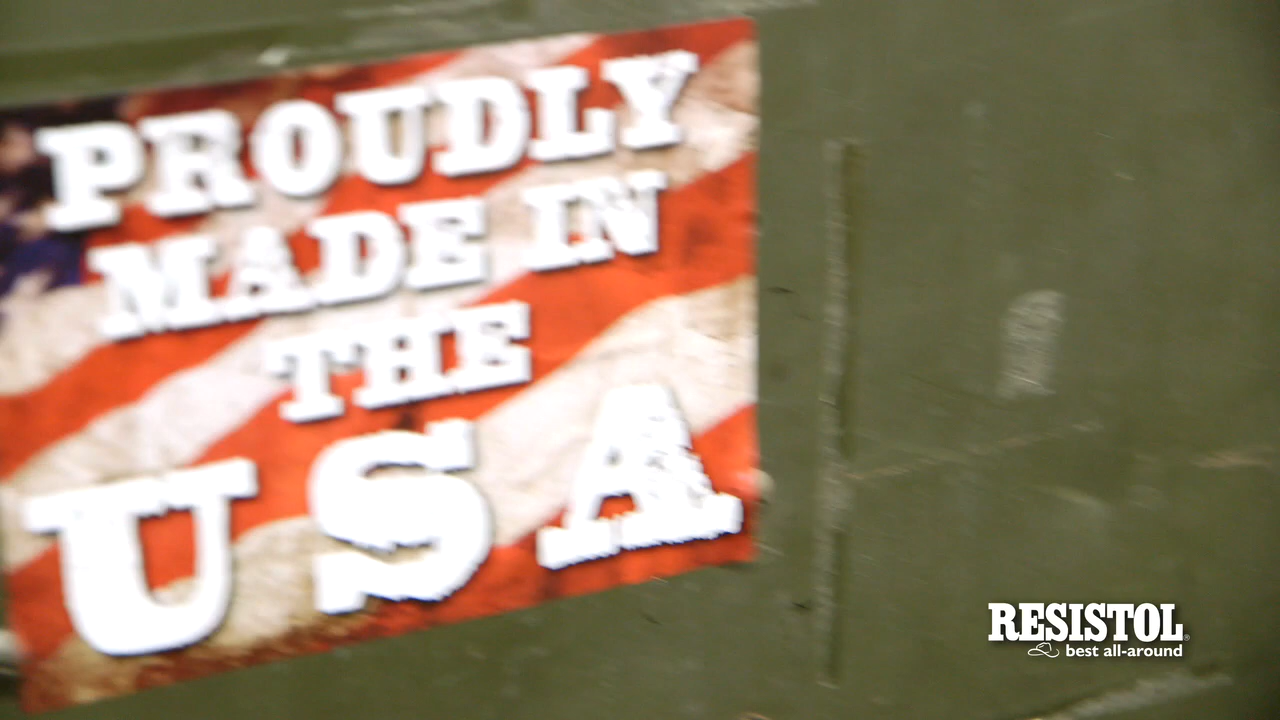 PROUDLY
MADE IN
THE
USA
RESISTOL®
best all-around